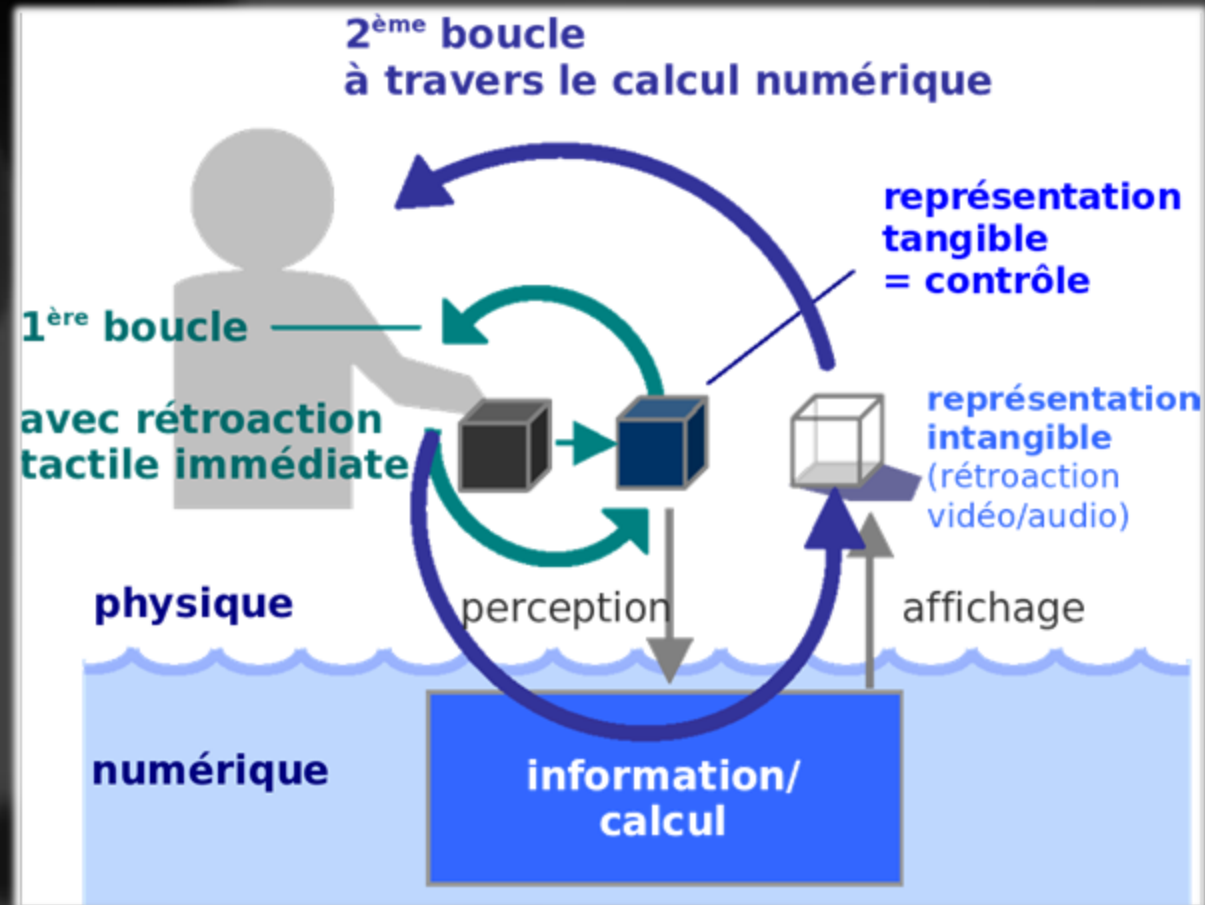 2ème boucle
à travers le calcul numérique
représentation
tangible
= contrôle
1ère boucle
avec rétroaction
tactile immédiate
représentation
intangible
(rétroaction
vidéo/audio)
physique
perception
affichage
numérique
information/
calcul